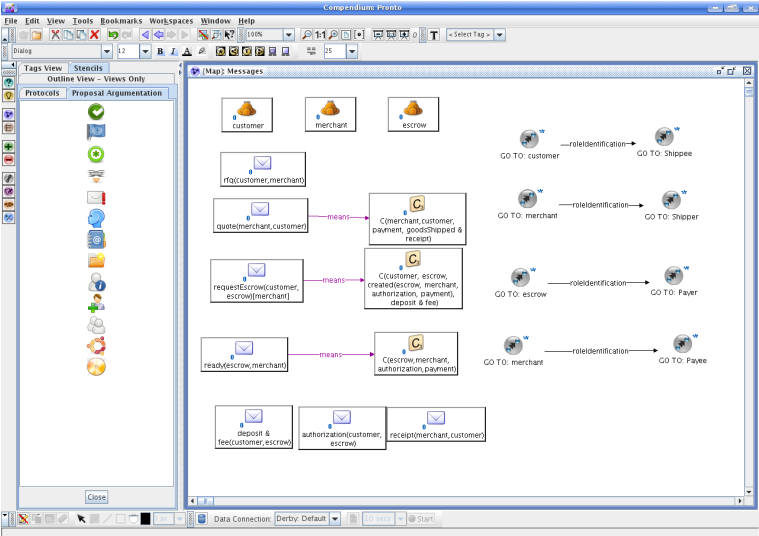 Compendium: Pronto
File Edit View Tools Bookmarks Workspaces Window Help
100%
1:1
T
< Select Tag >
Dialog
12
B I A
25
Tags View Stencils
Outline View – Views Only
Protocols Proposal Argumentation
[Map]: Messages
customer
merchant
escrow
GO TO: customer
roleIdentification
GO TO: Shippee
rfq(customer,merchant)
quote(merchant,customer)
means
C(merchant,customer,
payment, goodsShipped &
receipt)
GO TO: merchant
roleIdentification
GO TO: Shipper
requestEscrow(customer,
escrow)[merchant]
means
C(customer, escrow,
created(escrow, merchant,
authorization, payment),
deposit & fee)
GO TO: escrow
roleIdentification
GO TO: Payer
ready(escrow,merchant)
means
C(escrow,merchant,
authorization,payment)
GO TO: merchant
roleIdentification
GO TO: Payee
deposit &
fee(customer,escrow)
authorization(customer,
escrow)
receipt(merchant,customer)
Close
Data Connection: Derby: Default
10 secs
Start